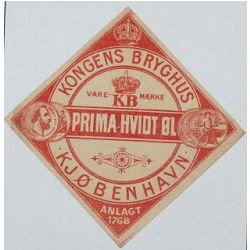 KONGENS BRYGHUS
VARE- MÆRKE
KB
PRIMA-HVIDT ØL
KJØBENHAVN
ANLAGT
1768